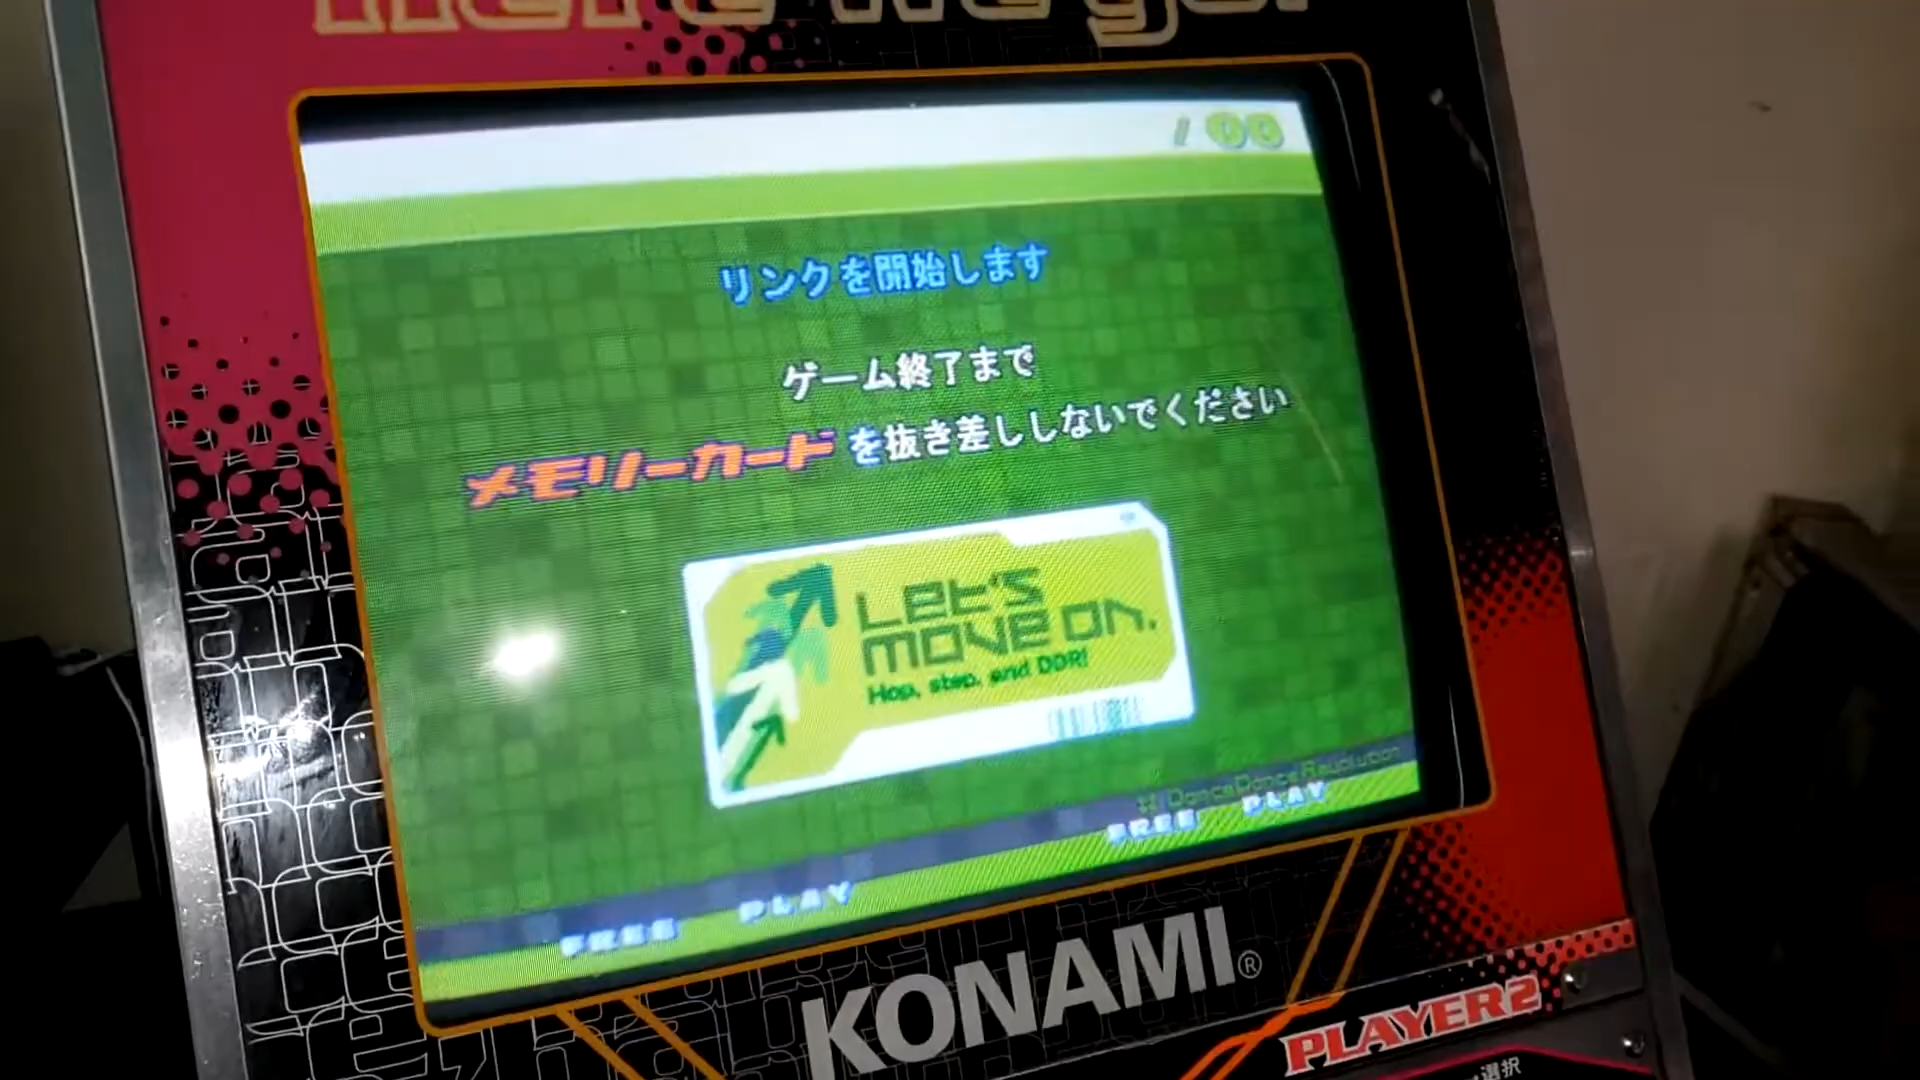 リンクを開始します
ゲーム終了まで
メモリーカードを抜き差ししないでください
Let's
move on.
Hop, step, and DDR!
DanceDanceRevolution
FREE PLAY
FREE PLAY
KONAMI®
PLAYER2
選択